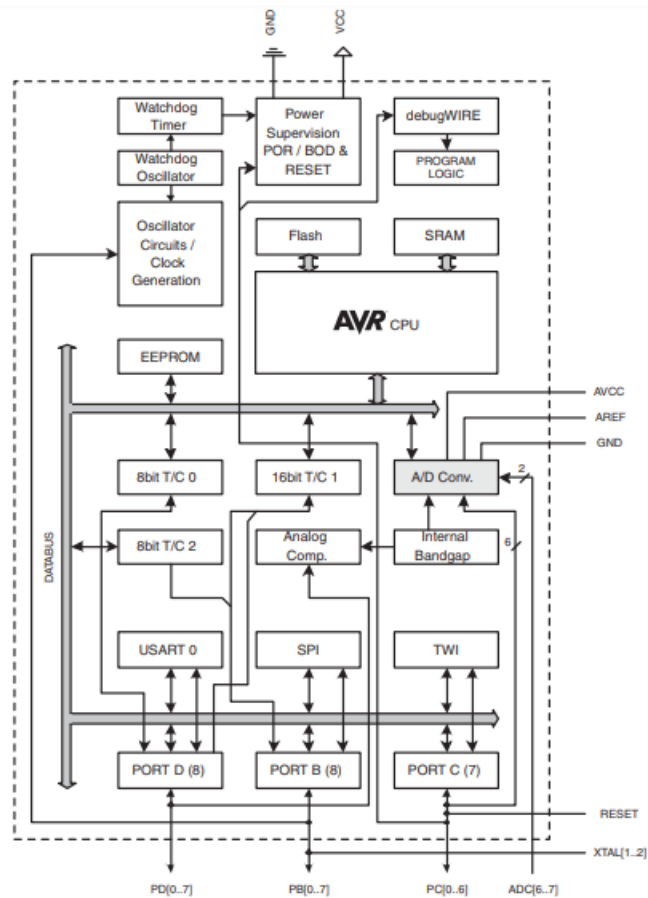 GND
VCC
Watchdog
Timer
Power
Supervision
POR / BOD &
RESET
debugWIRE
Watchdog
Oscillator
PROGRAM
LOGIC
Oscillator
Circuits /
Clock
Generation
Flash
SRAM
AVR CPU
EEPROM
AVCC
AREF
GND
8bit T/C 0
16bit T/C 1
A/D Conv.
2
DATABUS
8bit T/C 2
Analog
Comp.
Internal
Bandgap
6
USART 0
SPI
TWI
PORT D (8)
PORT B (8)
PORT C (7)
RESET
XTAL[1..2]
PD[0..7]
PB[0..7]
PC[0..6]
ADC[6..7]